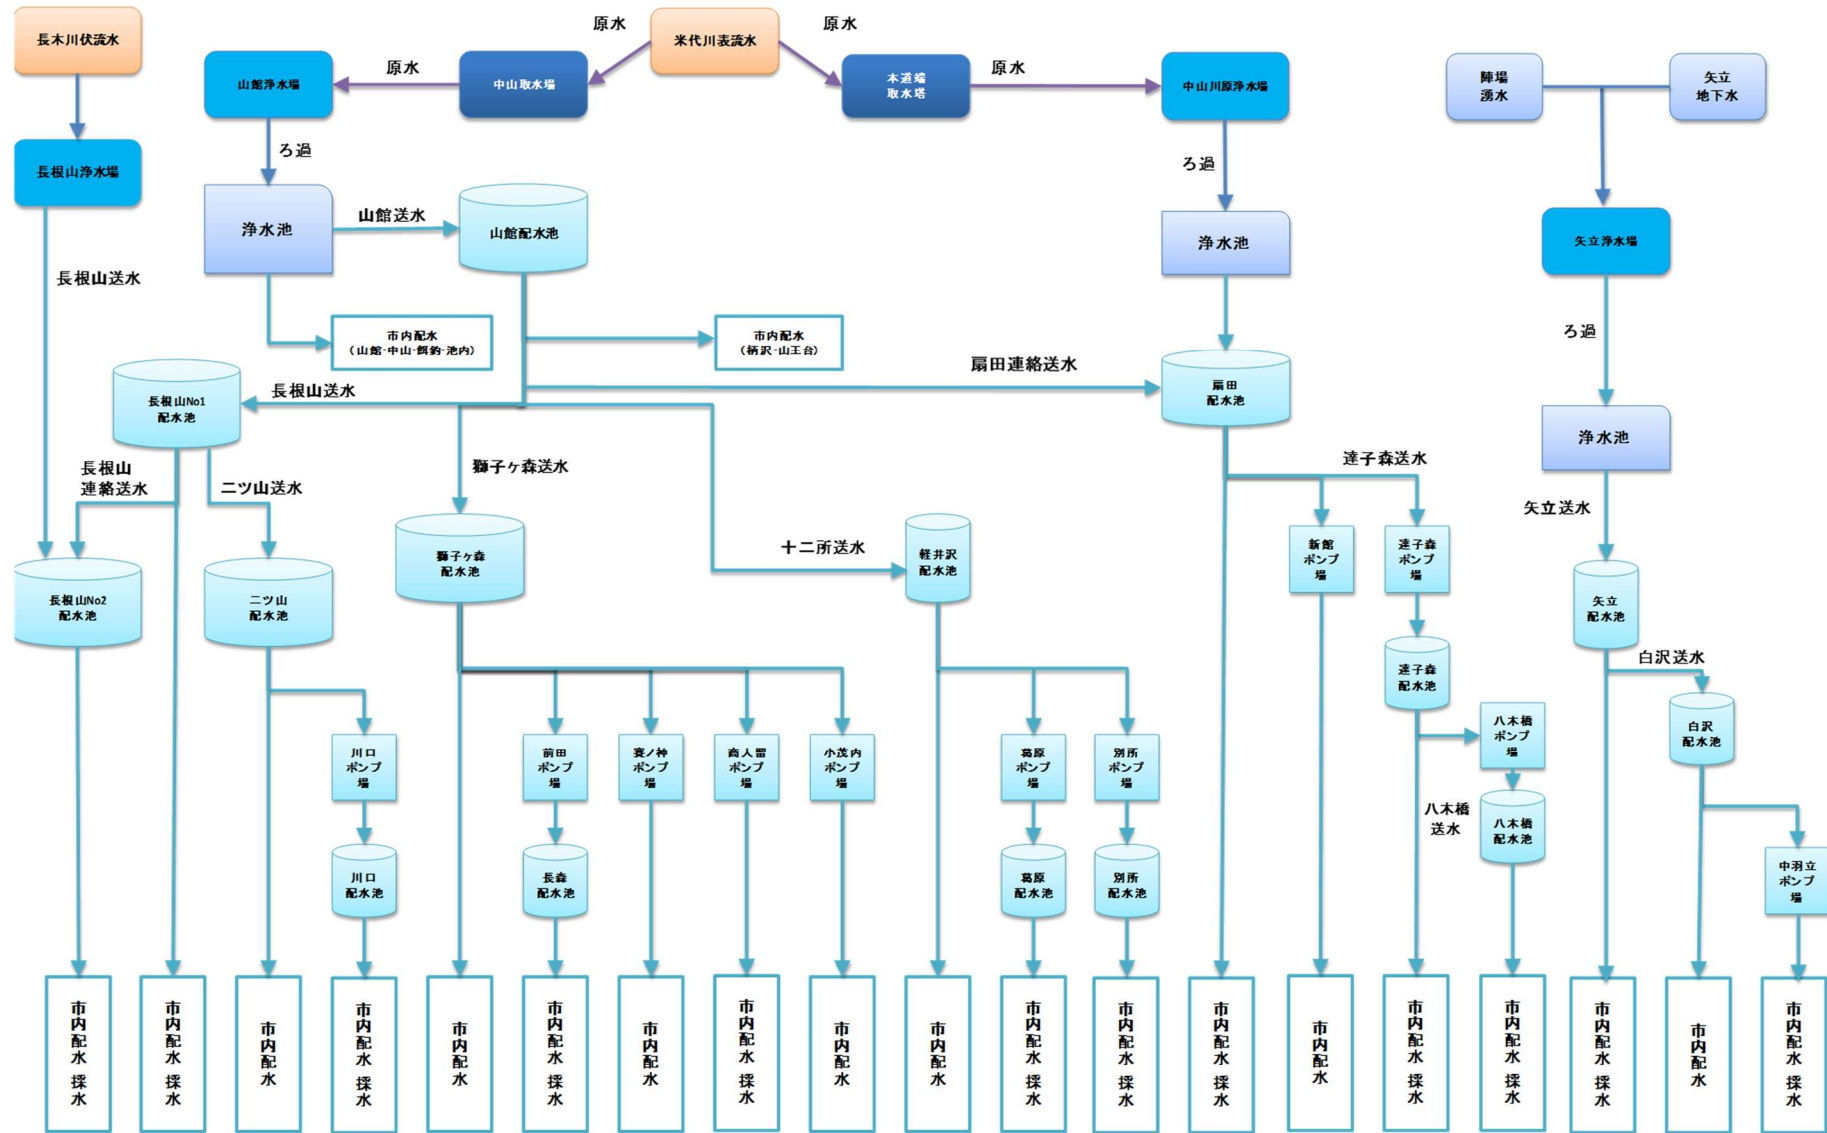 長木川伏流水
原水
米代川表流水
原水
山館浄水場
原水
中山取水場
本道端
取水塔
原水
中山川原浄水場
陣場
湧水
矢立
地下水
長根山浄水場
ろ過
ろ過
浄水池
山館送水
山館配水池
浄水池
矢立浄水場
長根山送水
市内配水
(山館-中山-餌釣-池内)
市内配水
(柄沢-山王台)
ろ過
扇田連絡送水
扇田
配水池
長根山No1
配水池
長根山送水
浄水池
長根山
連絡送水
二ツ山送水
獅子ヶ森送水
達子森送水
矢立送水
十二所送水
長根山No2
配水池
二ツ山
配水池
獅子ヶ森
配水池
軽井沢
配水池
新館
ポンプ
場
達子森
ポンプ
場
矢立
配水池
達子森
配水池
白沢送水
白沢
配水池
川口
ポンプ
場
前田
ポンプ
場
賽ノ神
ポンプ
場
商人留
ポンプ
場
小茂内
ポンプ
場
葛原
ポンプ
場
別所
ポンプ
場
八木橋
ポンプ
場
八木橋
送水
八木橋
配水池
川口
配水池
長森
配水池
葛原
配水池
別所
配水池
中羽立
ポンプ
場
市内配水 採水
市内配水 採水
市内配水
市内配水 採水
市内配水
市内配水 採水
市内配水
市内配水 採水
市内配水
市内配水
市内配水 採水
市内配水 採水
市内配水 採水
市内配水
市内配水 採水
市内配水 採水
市内配水 採水
市内配水
市内配水 採水